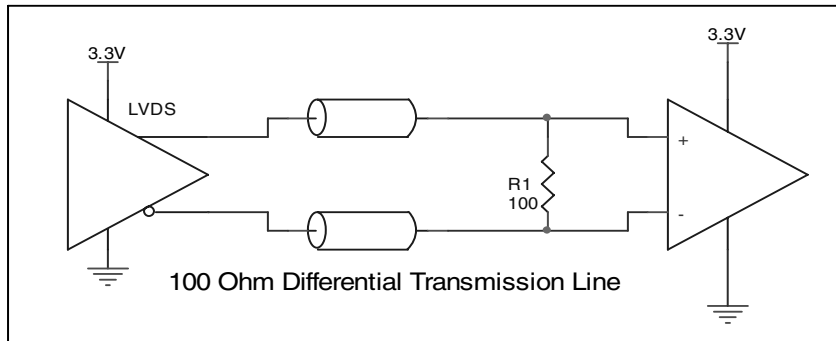 3.3V
3.3V
LVDS
+
R1
100
-
100 Ohm Differential Transmission Line